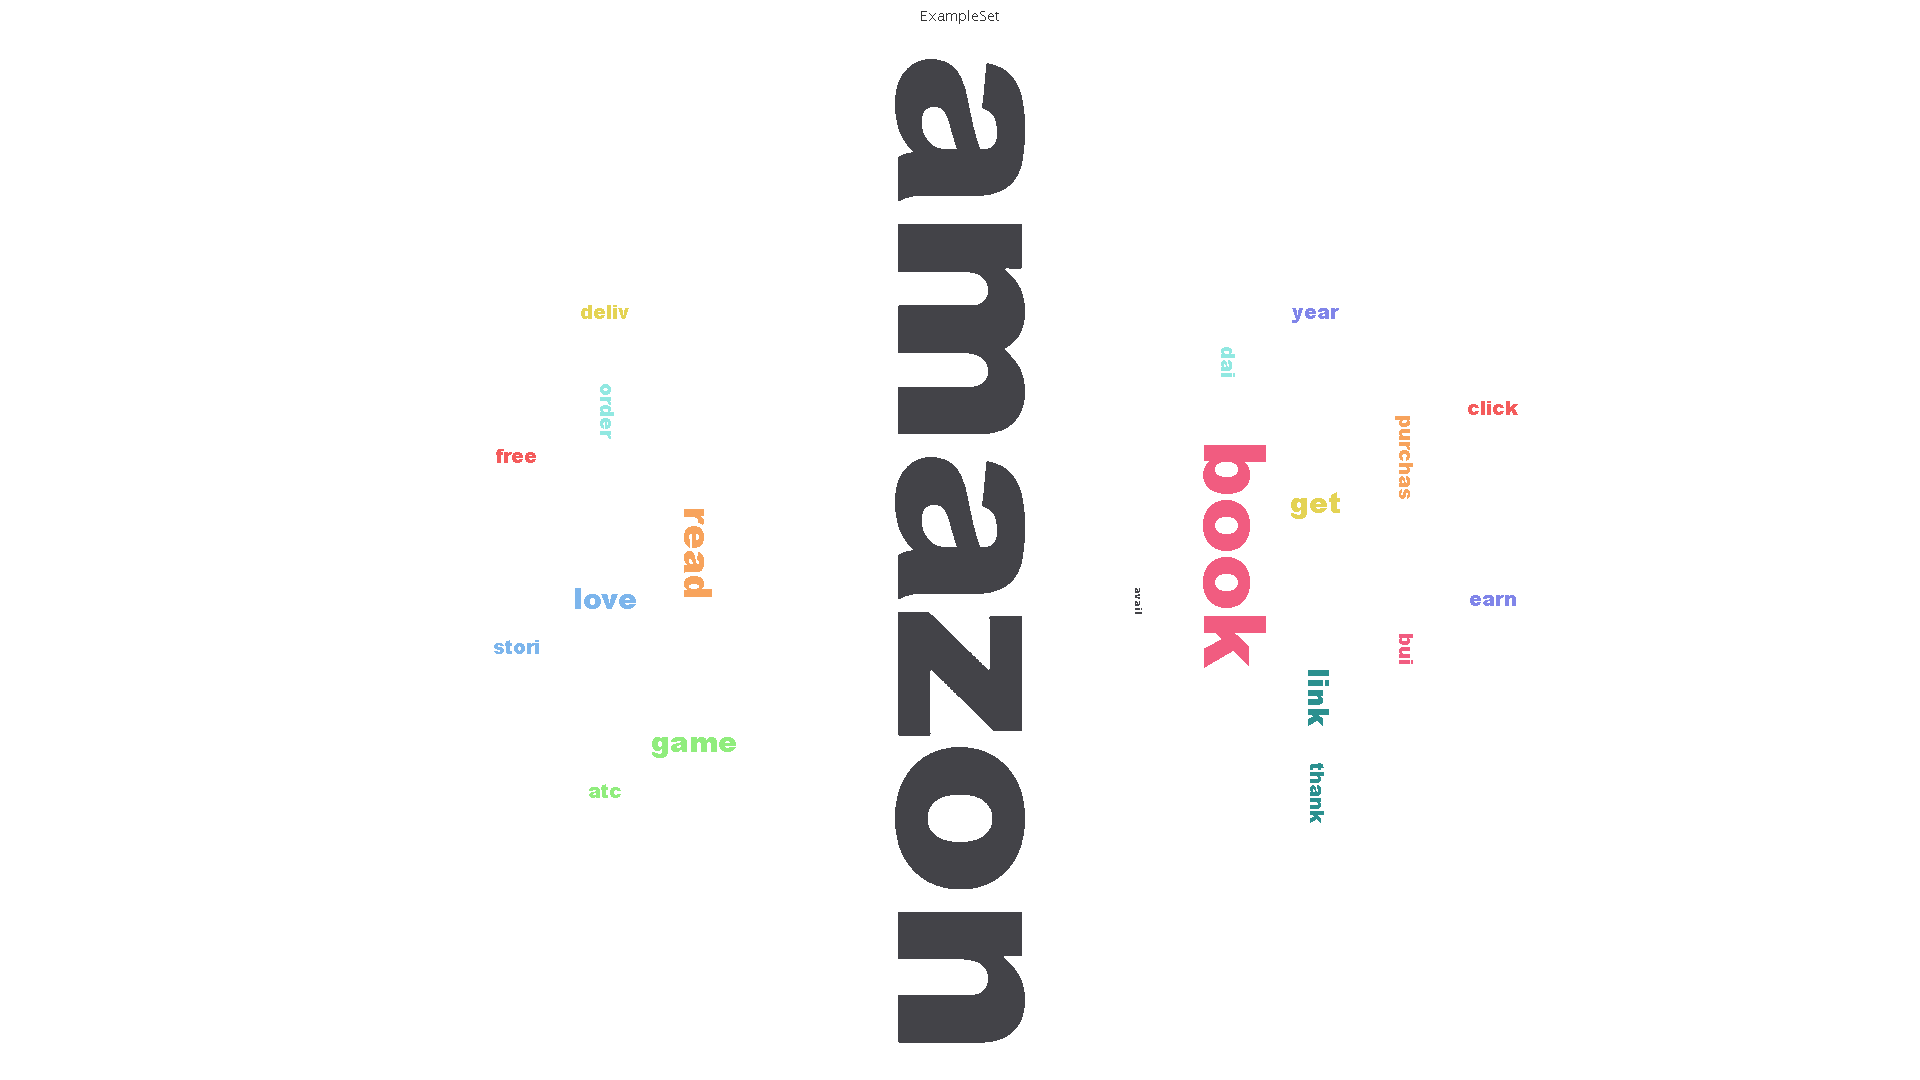 ExampleSet
amazon
deliv
year
dai
order
click
purchas
free
book
get
read
love
avail
earn
stori
bui
link
game
thank
atc